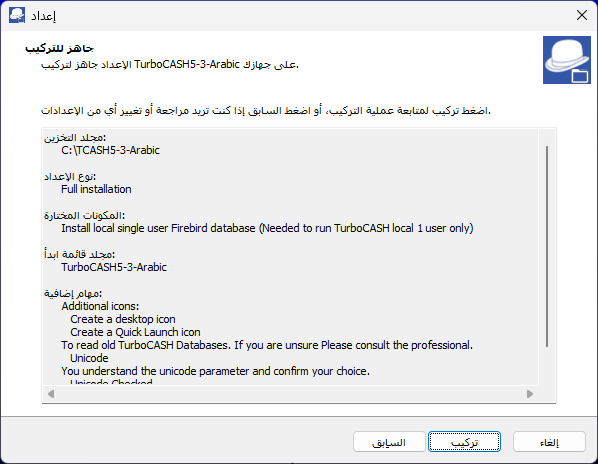 إعداد
جاهز للتركيب
الإعداد جاهز لتركيب TurboCASH5-3-Arabic على جهازك.
اضغط تركيب لمتابعة عملية التركيب، أو اضغط السابق إذا كنت تريد مراجعة أو تغيير أي من الإعدادات.
مجلد التخزين:
C:\TCASH5-3-Arabic
نوع الإعداد:
Full installation
المكونات المختارة:
Install local single user Firebird database (Needed to run TurboCASH local 1 user only)
مجلد قائمة ابدأ:
TurboCASH5-3-Arabic
مهام إضافية:
Additional icons:
Create a desktop icon
Create a Quick Launch icon
To read old TurboCASH Databases. If you are unsure Please consult the professional.
Unicode
You understand the unicode parameter and confirm your choice.
Unicode Checked
السابق
تركيب
إلغاء